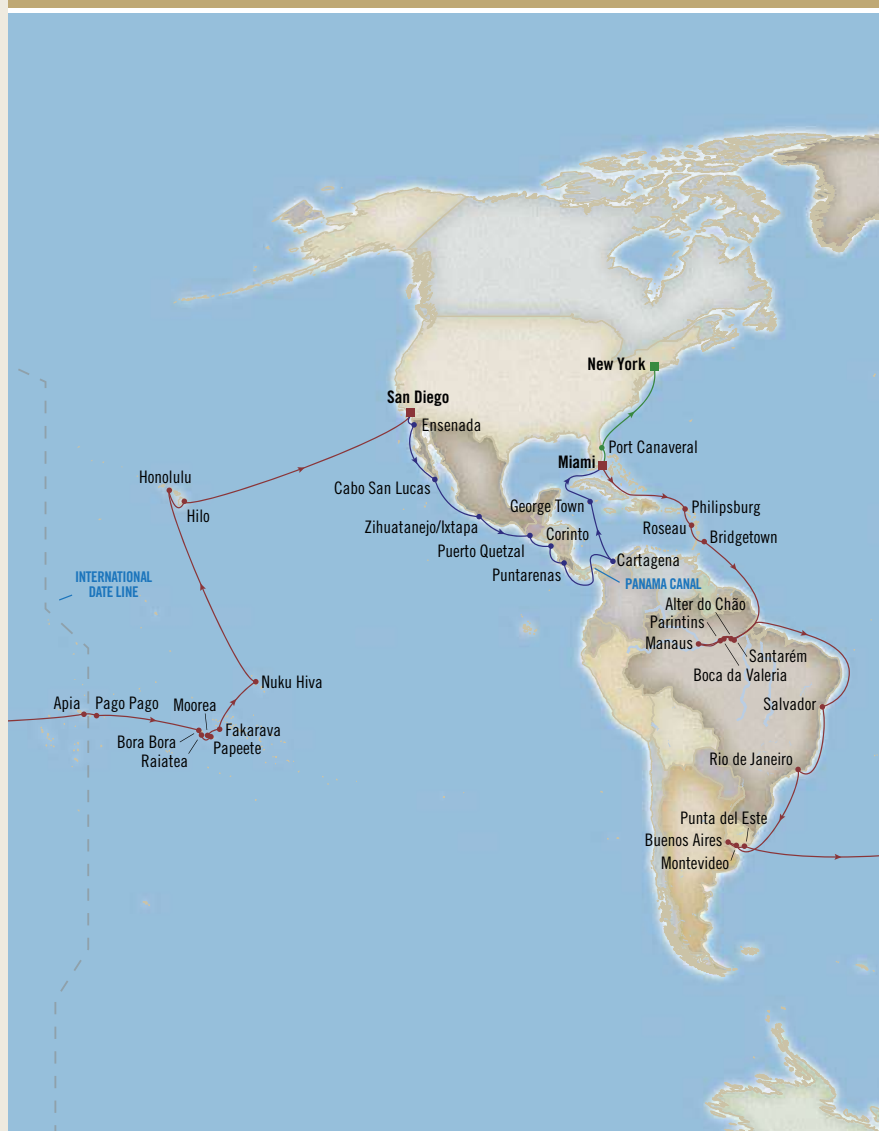 New York
San Diego
Ensenada
Port Canaveral
Miami
Honolulu
Hilo
Cabo San Lucas
George Town
Philipsburg
Zihuatanejo/Ixtapa
Roseau
Corinto
Bridgetown
Puerto Quetzal
Cartagena
Puntarenas
PANAMA CANAL
INTERNATIONAL
DATE LINE
Alter do Chão
Parintins
Manaus
Santarém
Boca da Valeria
Nuku Hiva
Apia
Pago Pago
Moorea
Salvador
Fakarava
Bora Bora
Papeete
Raiatea
Rio de Janeiro
Punta del Este
Buenos Aires
Montevideo